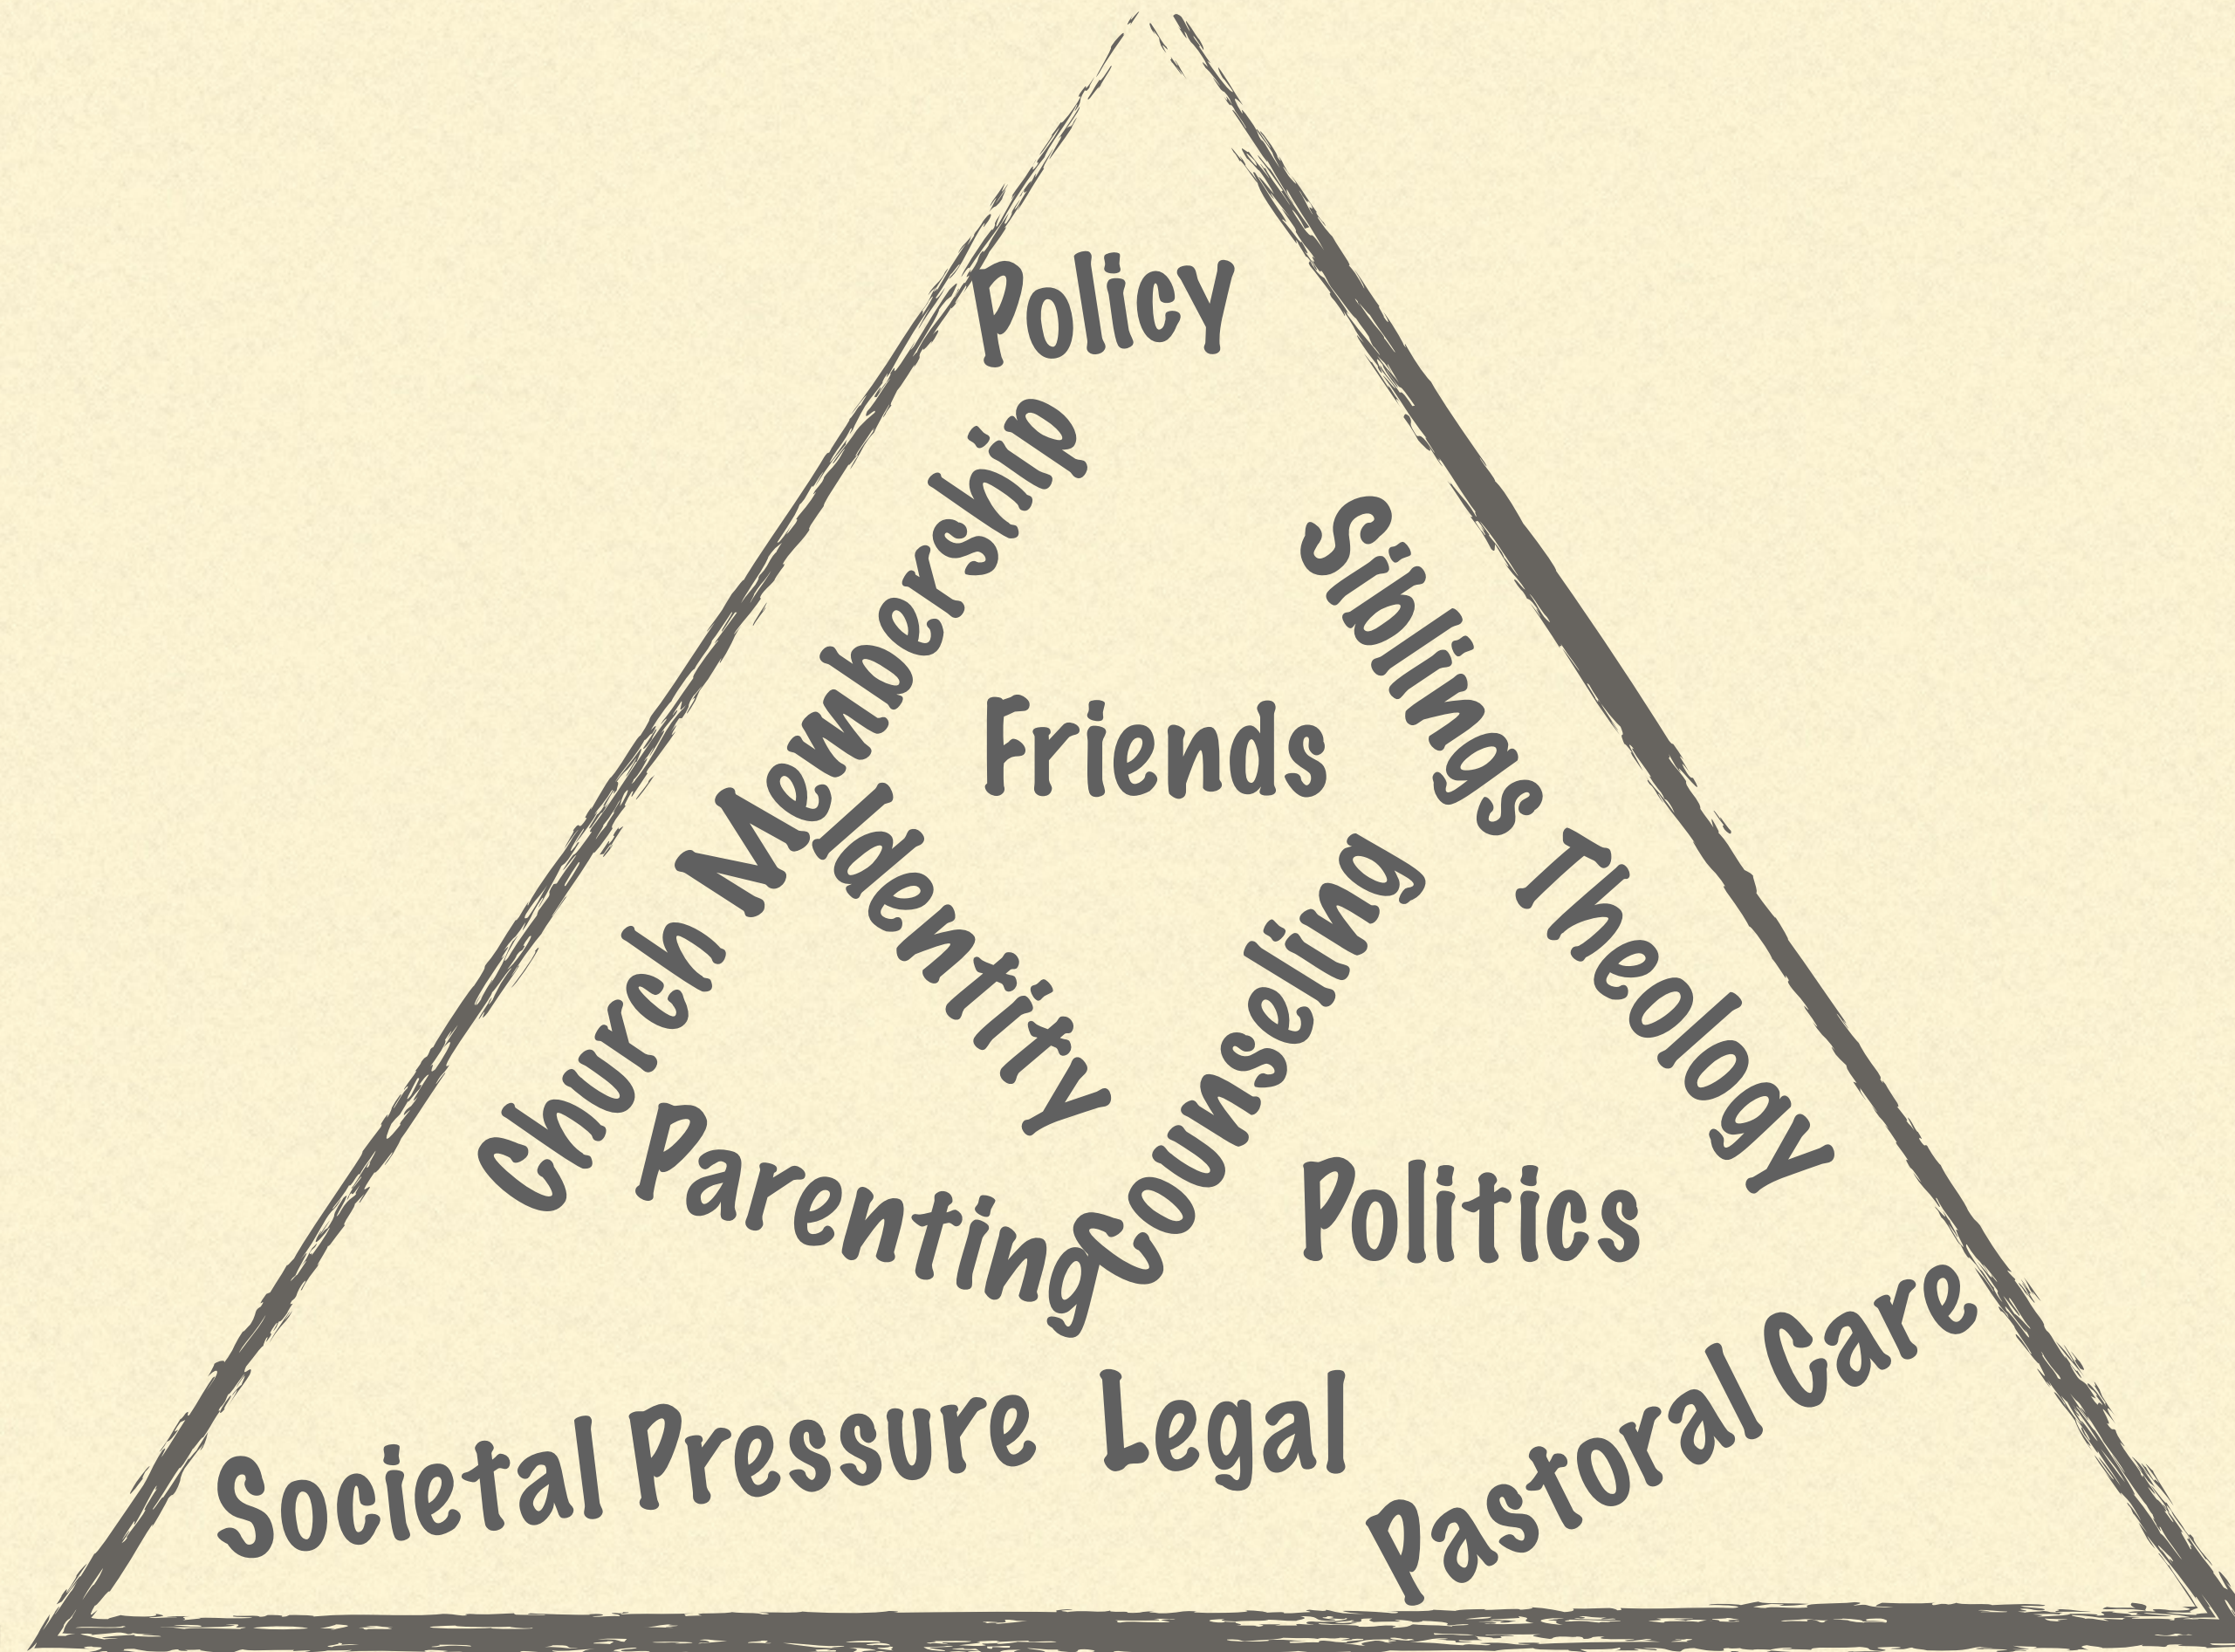 Policy
Church Membership
Siblings
Friends
Identity
Theology
Counseling
Parenting
Politics
Societal Pressure
Legal
Pastoral Care